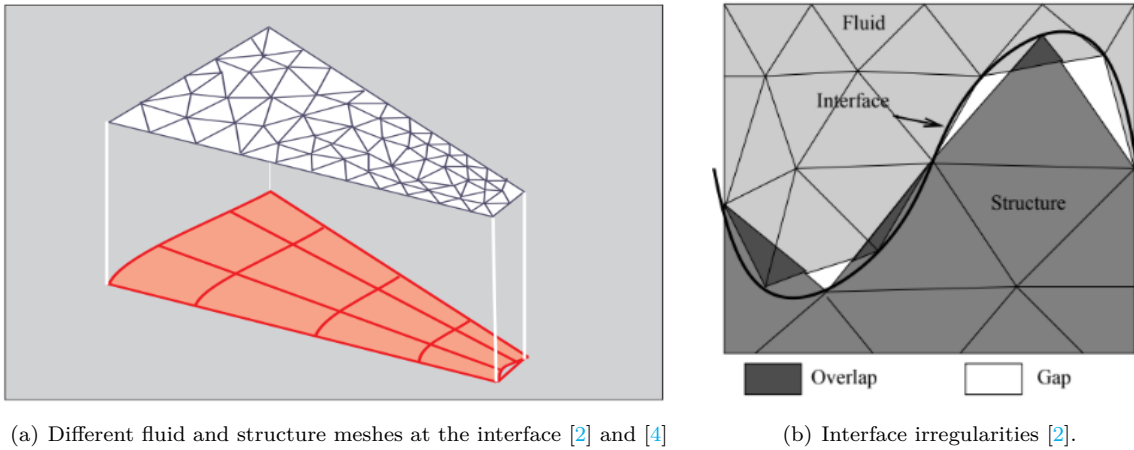 Fluid
Interface
Structure
Overlap
Gap
(a) Different fluid and structure meshes at the interface [2] and [4]
(b) Interface irregularities [2].